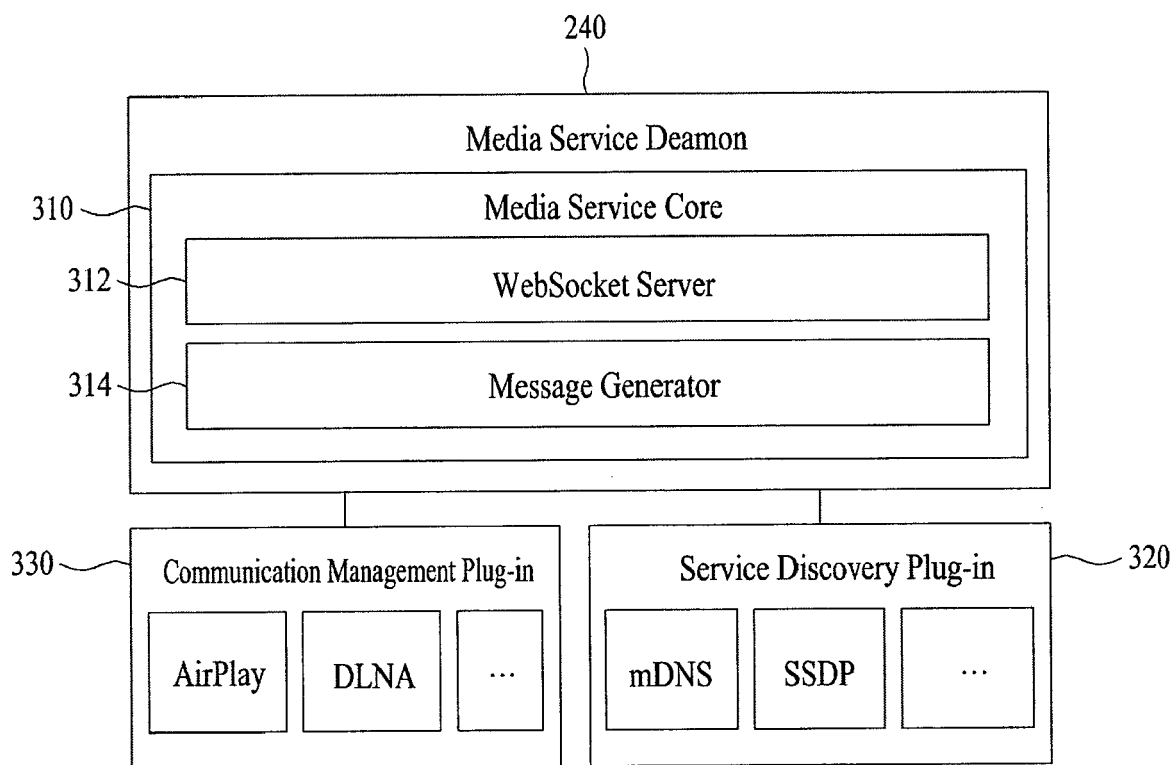 240
Media Service Deamon
310
Media Service Core
312
WebSocket Server
314
Message Generator
330
Communication Management Plug-in
AirPlay
DLNA
...
Service Discovery Plug-in
320
mDNS
SSDP
...